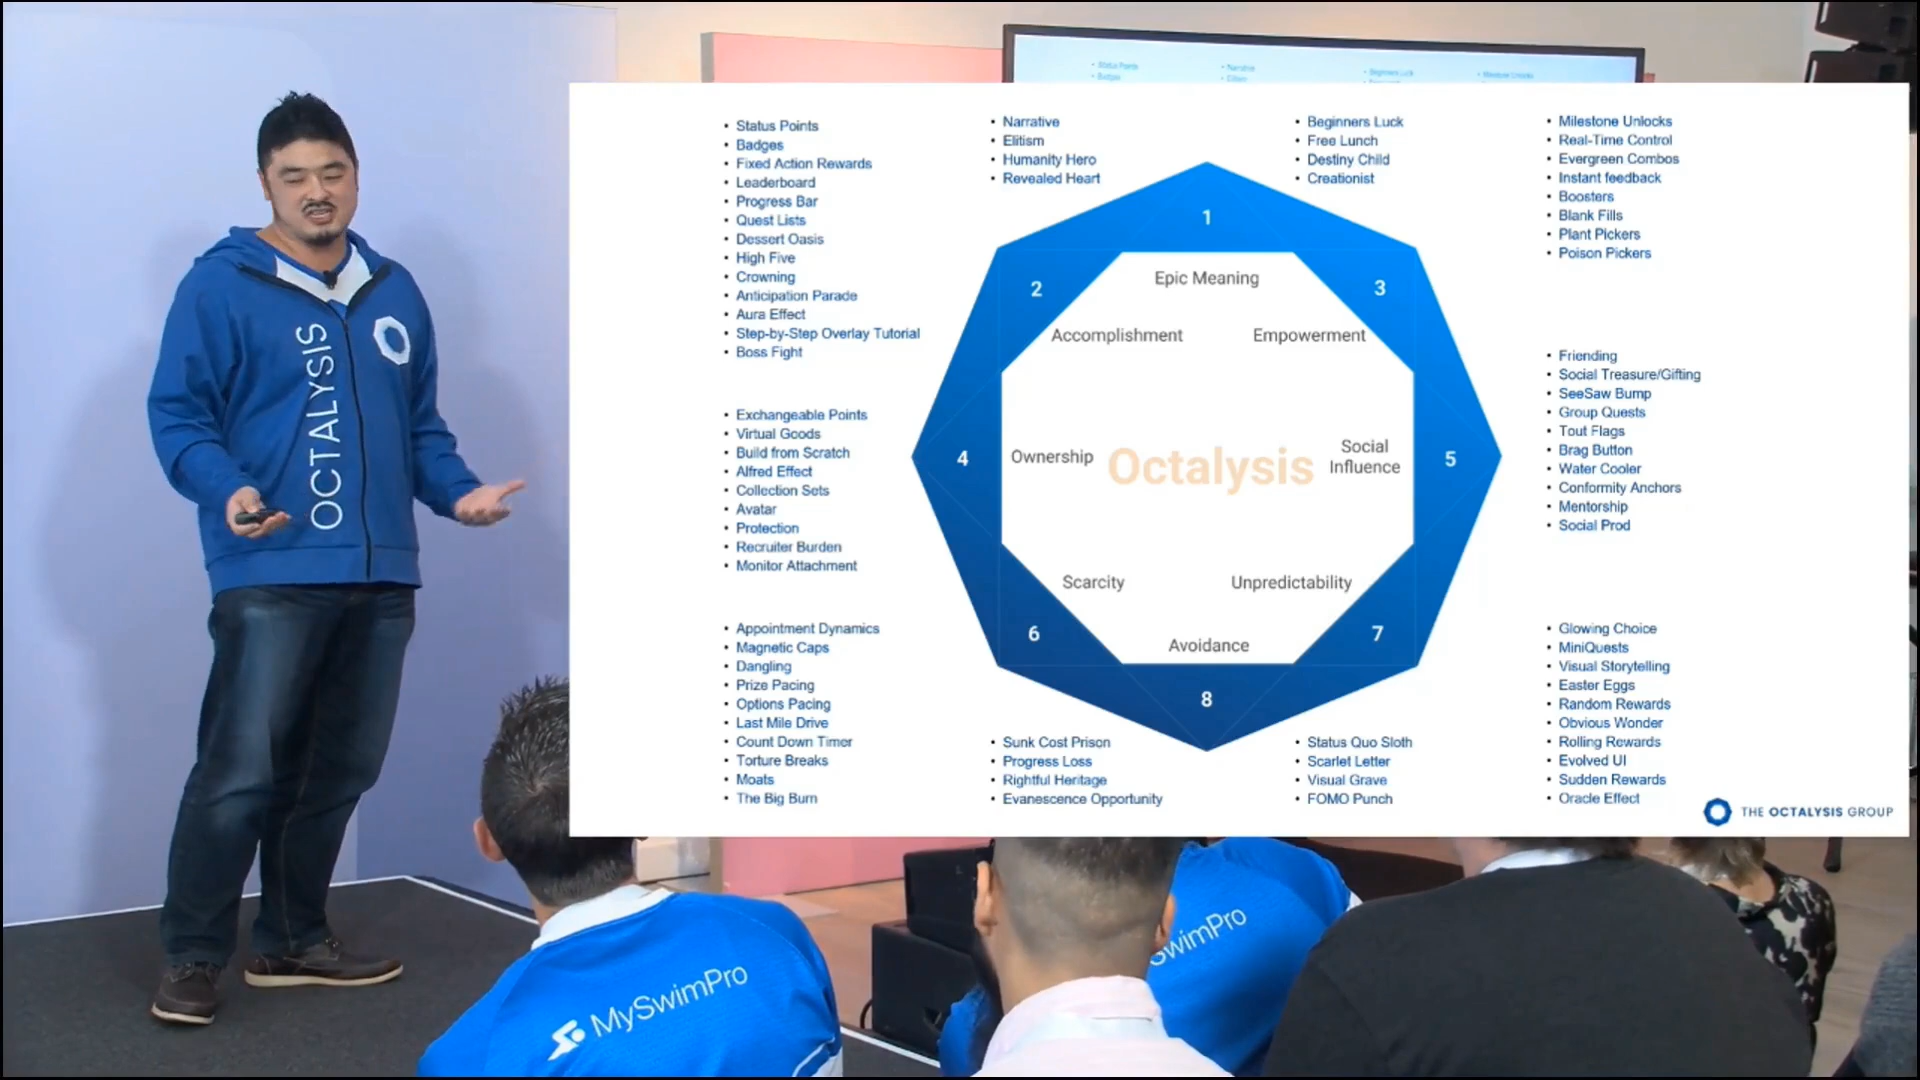 Status Points
Badges
Narrative
Beginners Luck
Milestone Unlocks
• Status Points
• Badges
• Fixed Action Rewards
• Leaderboard
• Progress Bar
• Quest Lists
• Dessert Oasis
• High Five
• Crowning
• Anticipation Parade
• Aura Effect
• Step-by-Step Overlay Tutorial
• Boss Fight
• Narrative
• Elitism
• Humanity Hero
• Revealed Heart
• Beginners Luck
• Free Lunch
• Destiny Child
• Creationist
• Milestone Unlocks
• Real-Time Control
• Evergreen Combos
• Instant feedback
• Boosters
• Blank Fills
• Plant Pickers
• Poison Pickers
1
2
3
Epic Meaning
Accomplishment
Empowerment
• Exchangeable Points
• Virtual Goods
• Build from Scratch
• Alfred Effect
• Collection Sets
• Avatar
• Protection
• Recruiter Burden
• Monitor Attachment
4
Ownership
Octalysis
Social
Influence
5
• Friending
• Social Treasure/Gifting
• SeeSaw Bump
• Group Quests
• Tout Flags
• Brag Button
• Water Cooler
• Conformity Anchors
• Mentorship
• Social Prod
Scarcity
Unpredictability
Avoidance
6
7
8
• Appointment Dynamics
• Magnetic Caps
• Dangling
• Prize Pacing
• Options Pacing
• Last Mile Drive
• Count Down Timer
• Torture Breaks
• Moats
• The Big Burn
• Sunk Cost Prison
• Progress Loss
• Rightful Heritage
• Evanescence Opportunity
• Status Quo Sloth
• Scarlet Letter
• Visual Grave
• FOMO Punch
• Glowing Choice
• MiniQuests
• Visual Storytelling
• Easter Eggs
• Random Rewards
• Obvious Wonder
• Rolling Rewards
• Evolved UI
• Sudden Rewards
• Oracle Effect
THE OCTALYSIS GROUP
OCTALYSIS
MySwimPro
SwimPro